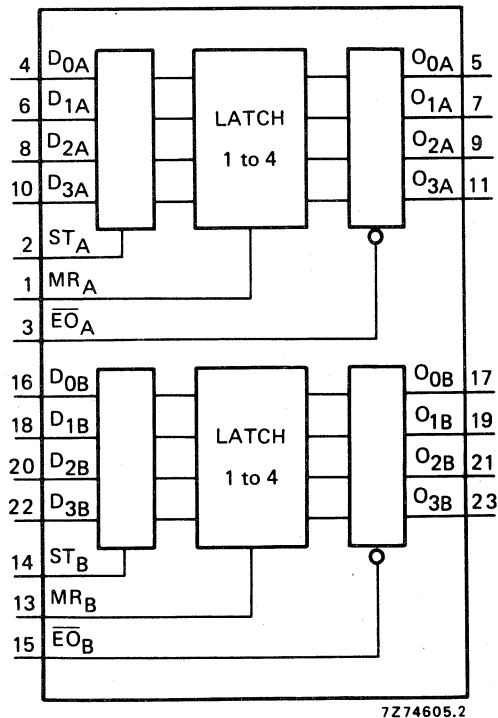 4 D0A O0A 5
6 D1A O1A 7
8 D2A LATCH O2A 9
10 D3A 1 to 4 O3A 11
2 STA
1 MRA
3 E̅O̅A
16 D0B O0B 17
18 D1B O1B 19
20 D2B LATCH O2B 21
22 D3B 1 to 4 O3B 23
14 STB
13 MRB
15 E̅O̅B
7Z74605.2